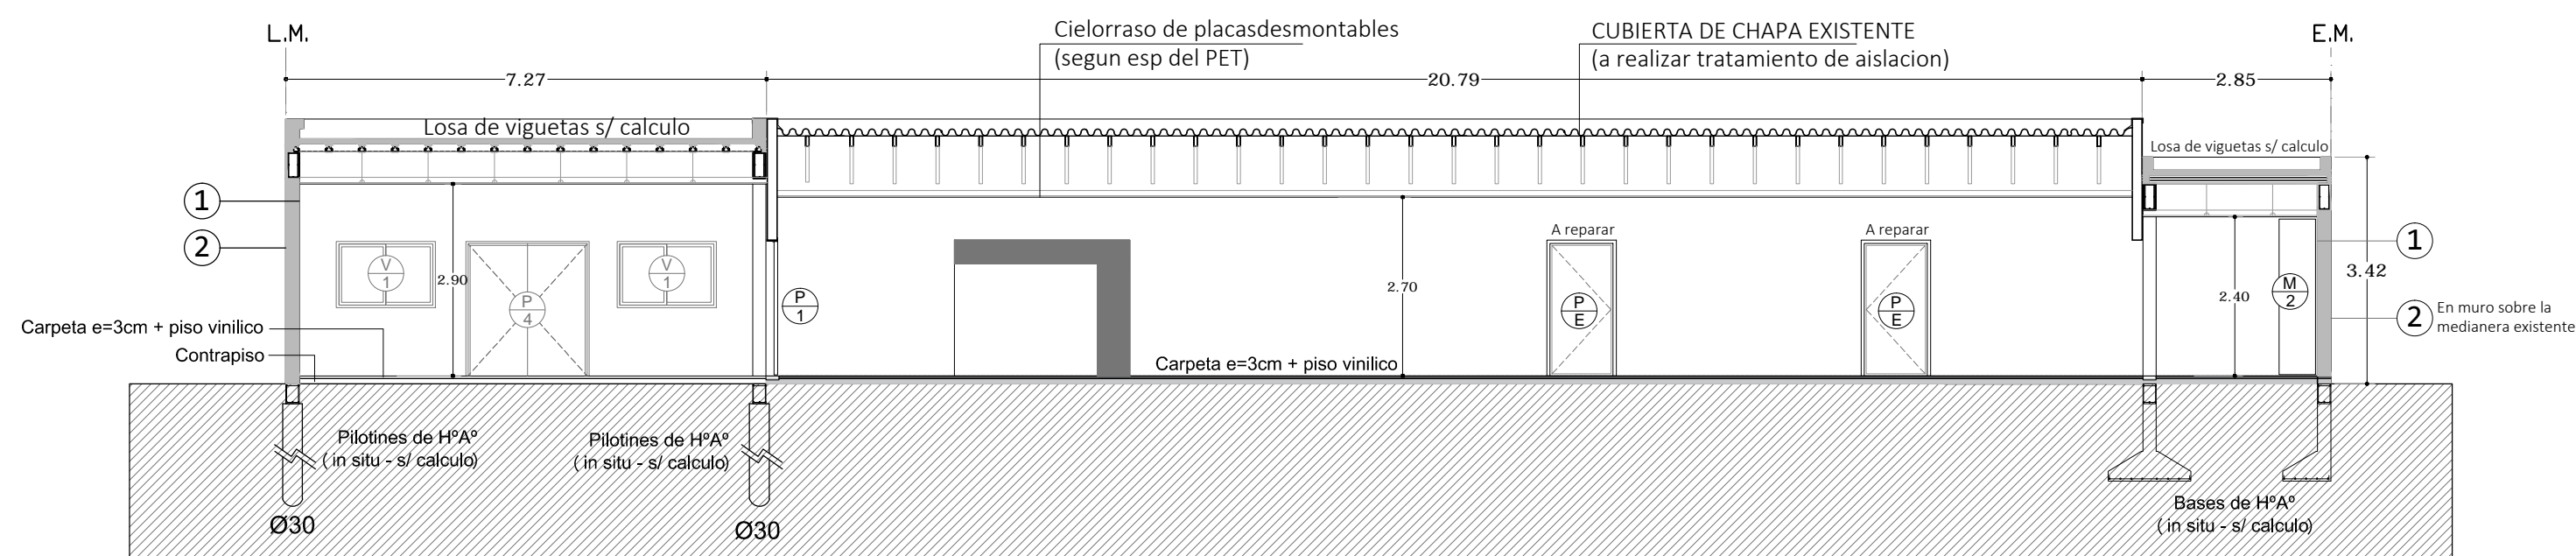 L.M.
Cielorraso de placasdesmontables
(segun esp del PET)
CUBIERTA DE CHAPA EXISTENTE
(a realizar tratamiento de aislacion)
E.M.
7.27
20.79
2.85
Losa de viguetas s/ calculo
Losa de viguetas s/ calculo
1
2
V
1
P
4
V
1
2.90
P
1
2.70
A reparar
P
E
A reparar
P
E
2.40
M
2
3.42
1
2
En muro sobre la
medianera existente
Carpeta e=3cm + piso vinilico
Contrapiso
Carpeta e=3cm + piso vinilico
Pilotines de HºAº
( in situ - s/ calculo)
Pilotines de HºAº
( in situ - s/ calculo)
Ø30
Ø30
Bases de HºAº
( in situ - s/ calculo)